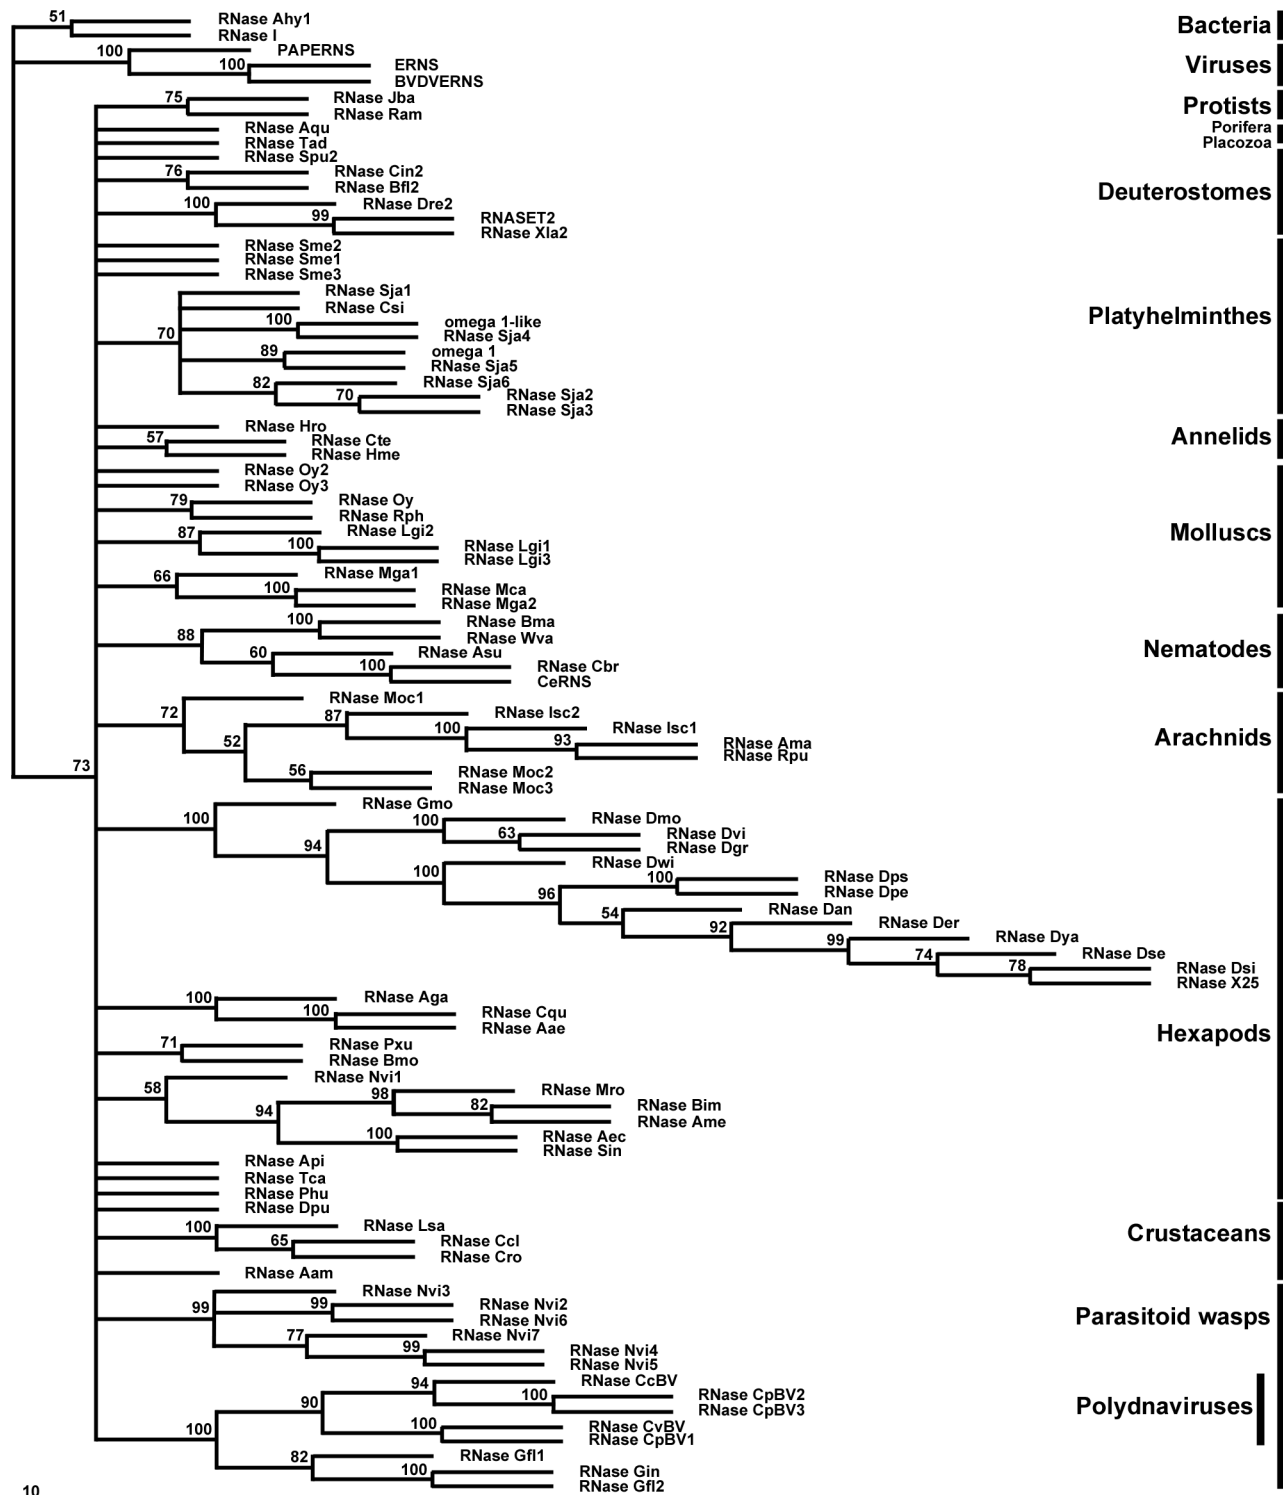 51
RNase Ahy1
RNase I
Bacteria
100
PAPERNS
100
ERNS
BVDVERNS
Viruses
75
RNase Jba
RNase Ram
Protists
RNase Aqu
Porifera
RNase Tad
Placozoa
RNase Spu2
76
RNase Cin2
RNase Bfl2
Deuterostomes
100
RNase Dre2
99
RNASET2
RNase Xla2
RNase Sme2
RNase Sme1
RNase Sme3
RNase Sja1
RNase Csi
Platyhelminthes
70
100
omega 1-like
RNase Sja4
89
omega 1
RNase Sja5
82
RNase Sja6
70
RNase Sja2
RNase Sja3
RNase Hro
Annelids
57
RNase Cte
RNase Hme
RNase Oy2
RNase Oy3
79
RNase Oy
RNase Rph
Molluscs
87
RNase Lgi2
100
RNase Lgi1
RNase Lgi3
66
RNase Mga1
100
RNase Mca
RNase Mga2
88
100
RNase Bma
RNase Wva
Nematodes
60
RNase Asu
100
RNase Cbr
CeRNS
72
RNase Moc1
87
RNase Isc2
100
RNase Isc1
93
RNase Ama
RNase Rpu
Arachnids
52
56
RNase Moc2
RNase Moc3
73
100
RNase Gmo
94
100
RNase Dmo
63
RNase Dvi
RNase Dgr
100
RNase Dwi
96
100
RNase Dps
RNase Dpe
54
RNase Dan
92
RNase Der
99
RNase Dya
74
RNase Dse
78
RNase Dsi
RNase X25
100
RNase Aga
100
RNase Cqu
RNase Aae
Hexapods
71
RNase Pxu
RNase Bmo
58
RNase Nvi1
94
98
RNase Mro
82
RNase Bim
RNase Ame
100
RNase Aec
RNase Sin
RNase Api
RNase Tca
RNase Phu
RNase Dpu
100
RNase Lsa
65
RNase Ccl
RNase Cro
Crustaceans
RNase Aam
99
RNase Nvi3
99
RNase Nvi2
RNase Nvi6
Parasitoid wasps
77
RNase Nvi7
99
RNase Nvi4
RNase Nvi5
100
90
94
RNase CcBV
100
RNase CpBV2
RNase CpBV3
Polydnaviruses
100
RNase CvBV
RNase CpBV1
82
RNase Gfl1
100
RNase Gin
RNase Gfl2
10